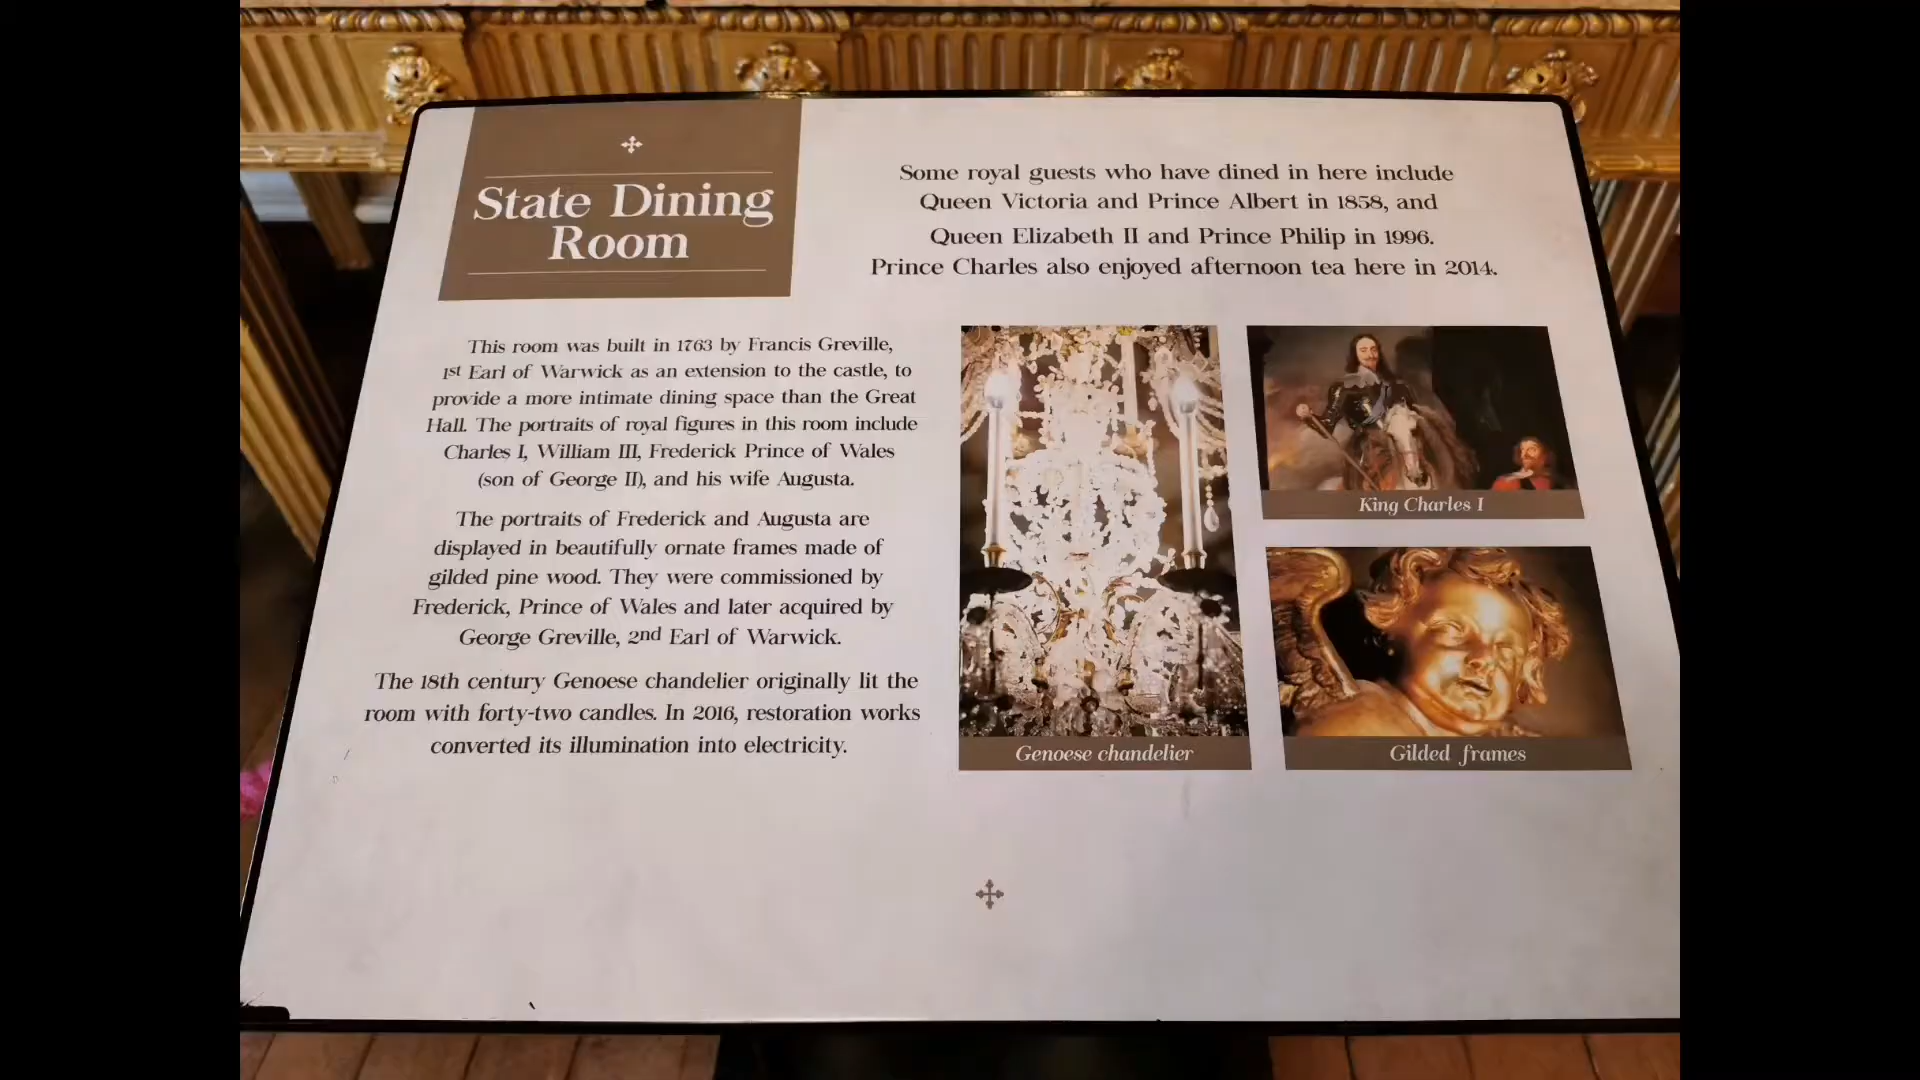 State Dining
Room
Some royal guests who have dined in here include
Queen Victoria and Prince Albert in 1858, and
Queen Elizabeth II and Prince Philip in 1996.
Prince Charles also enjoyed afternoon tea here in 2014.
This room was built in 1763 by Francis Greville,
1st Earl of Warwick as an extension to the castle, to
provide a more intimate dining space than the Great
Hall. The portraits of royal figures in this room include
Charles I, William III, Frederick Prince of Wales
(son of George II), and his wife Augusta.
The portraits of Frederick and Augusta are
displayed in beautifully ornate frames made of
gilded pine wood. They were commissioned by
Frederick, Prince of Wales and later acquired by
George Greville, 2nd Earl of Warwick.
The 18th century Genoese chandelier originally lit the
room with forty-two candles. In 2016, restoration works
converted its illumination into electricity.
King Charles I
Genoese chandelier
Gilded frames